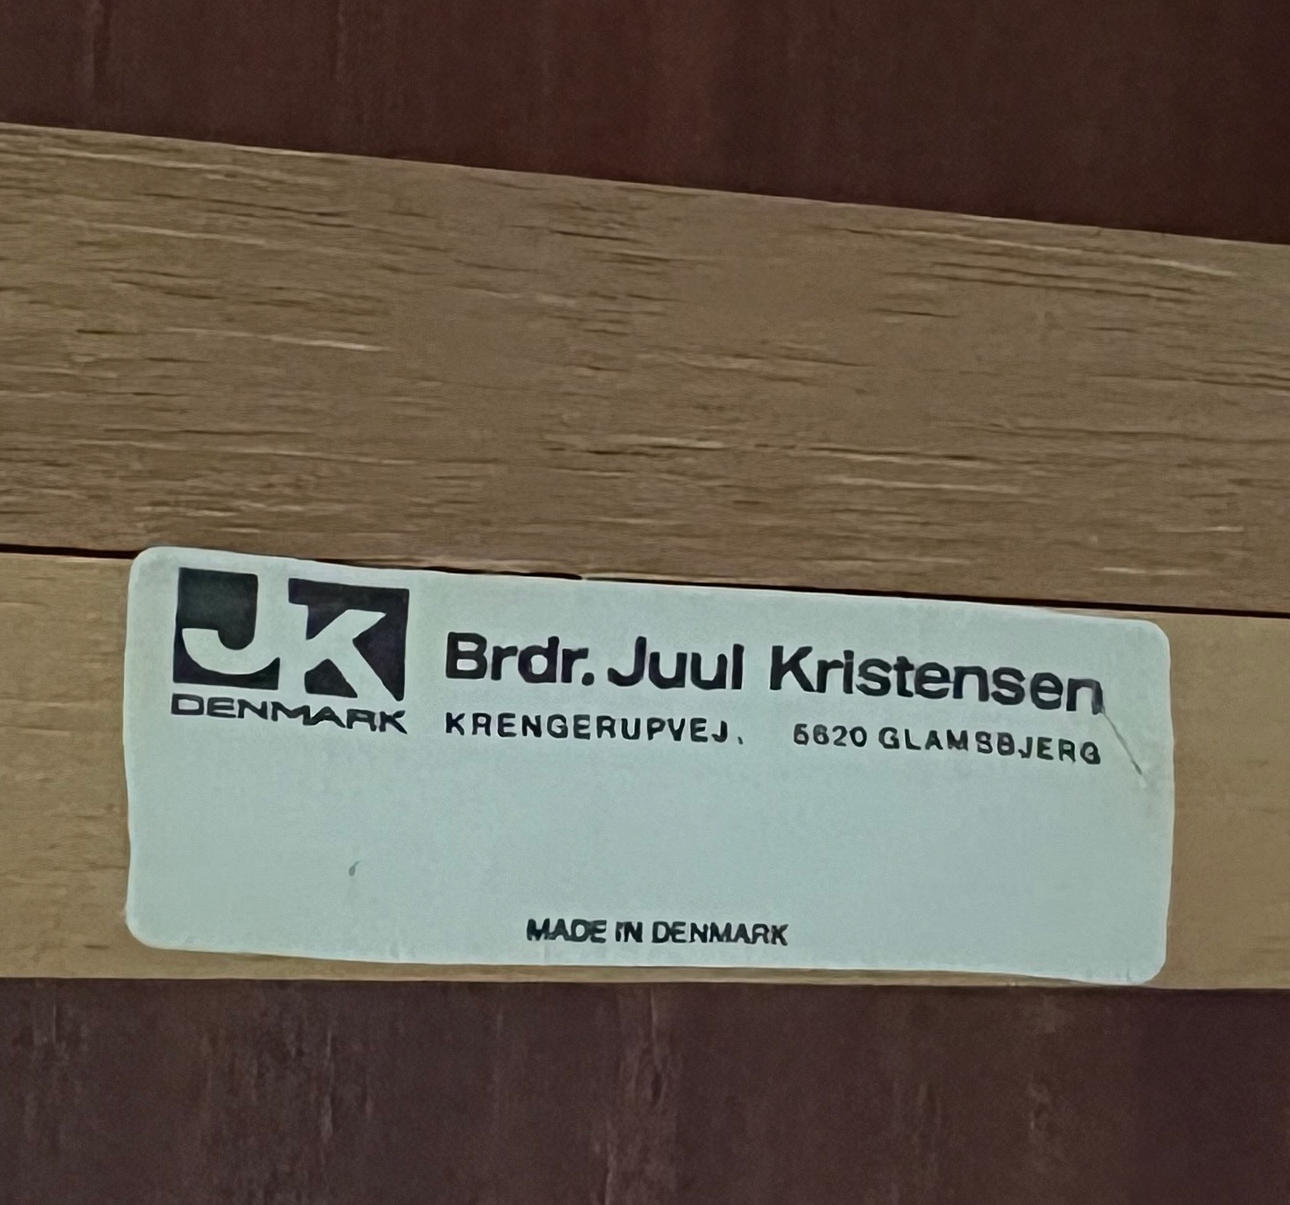 JK
DENMARK
Brdr. Juul Kristensen
KRENGERUPVEJ. 5620 GLAMSBJERG
MADE IN DENMARK